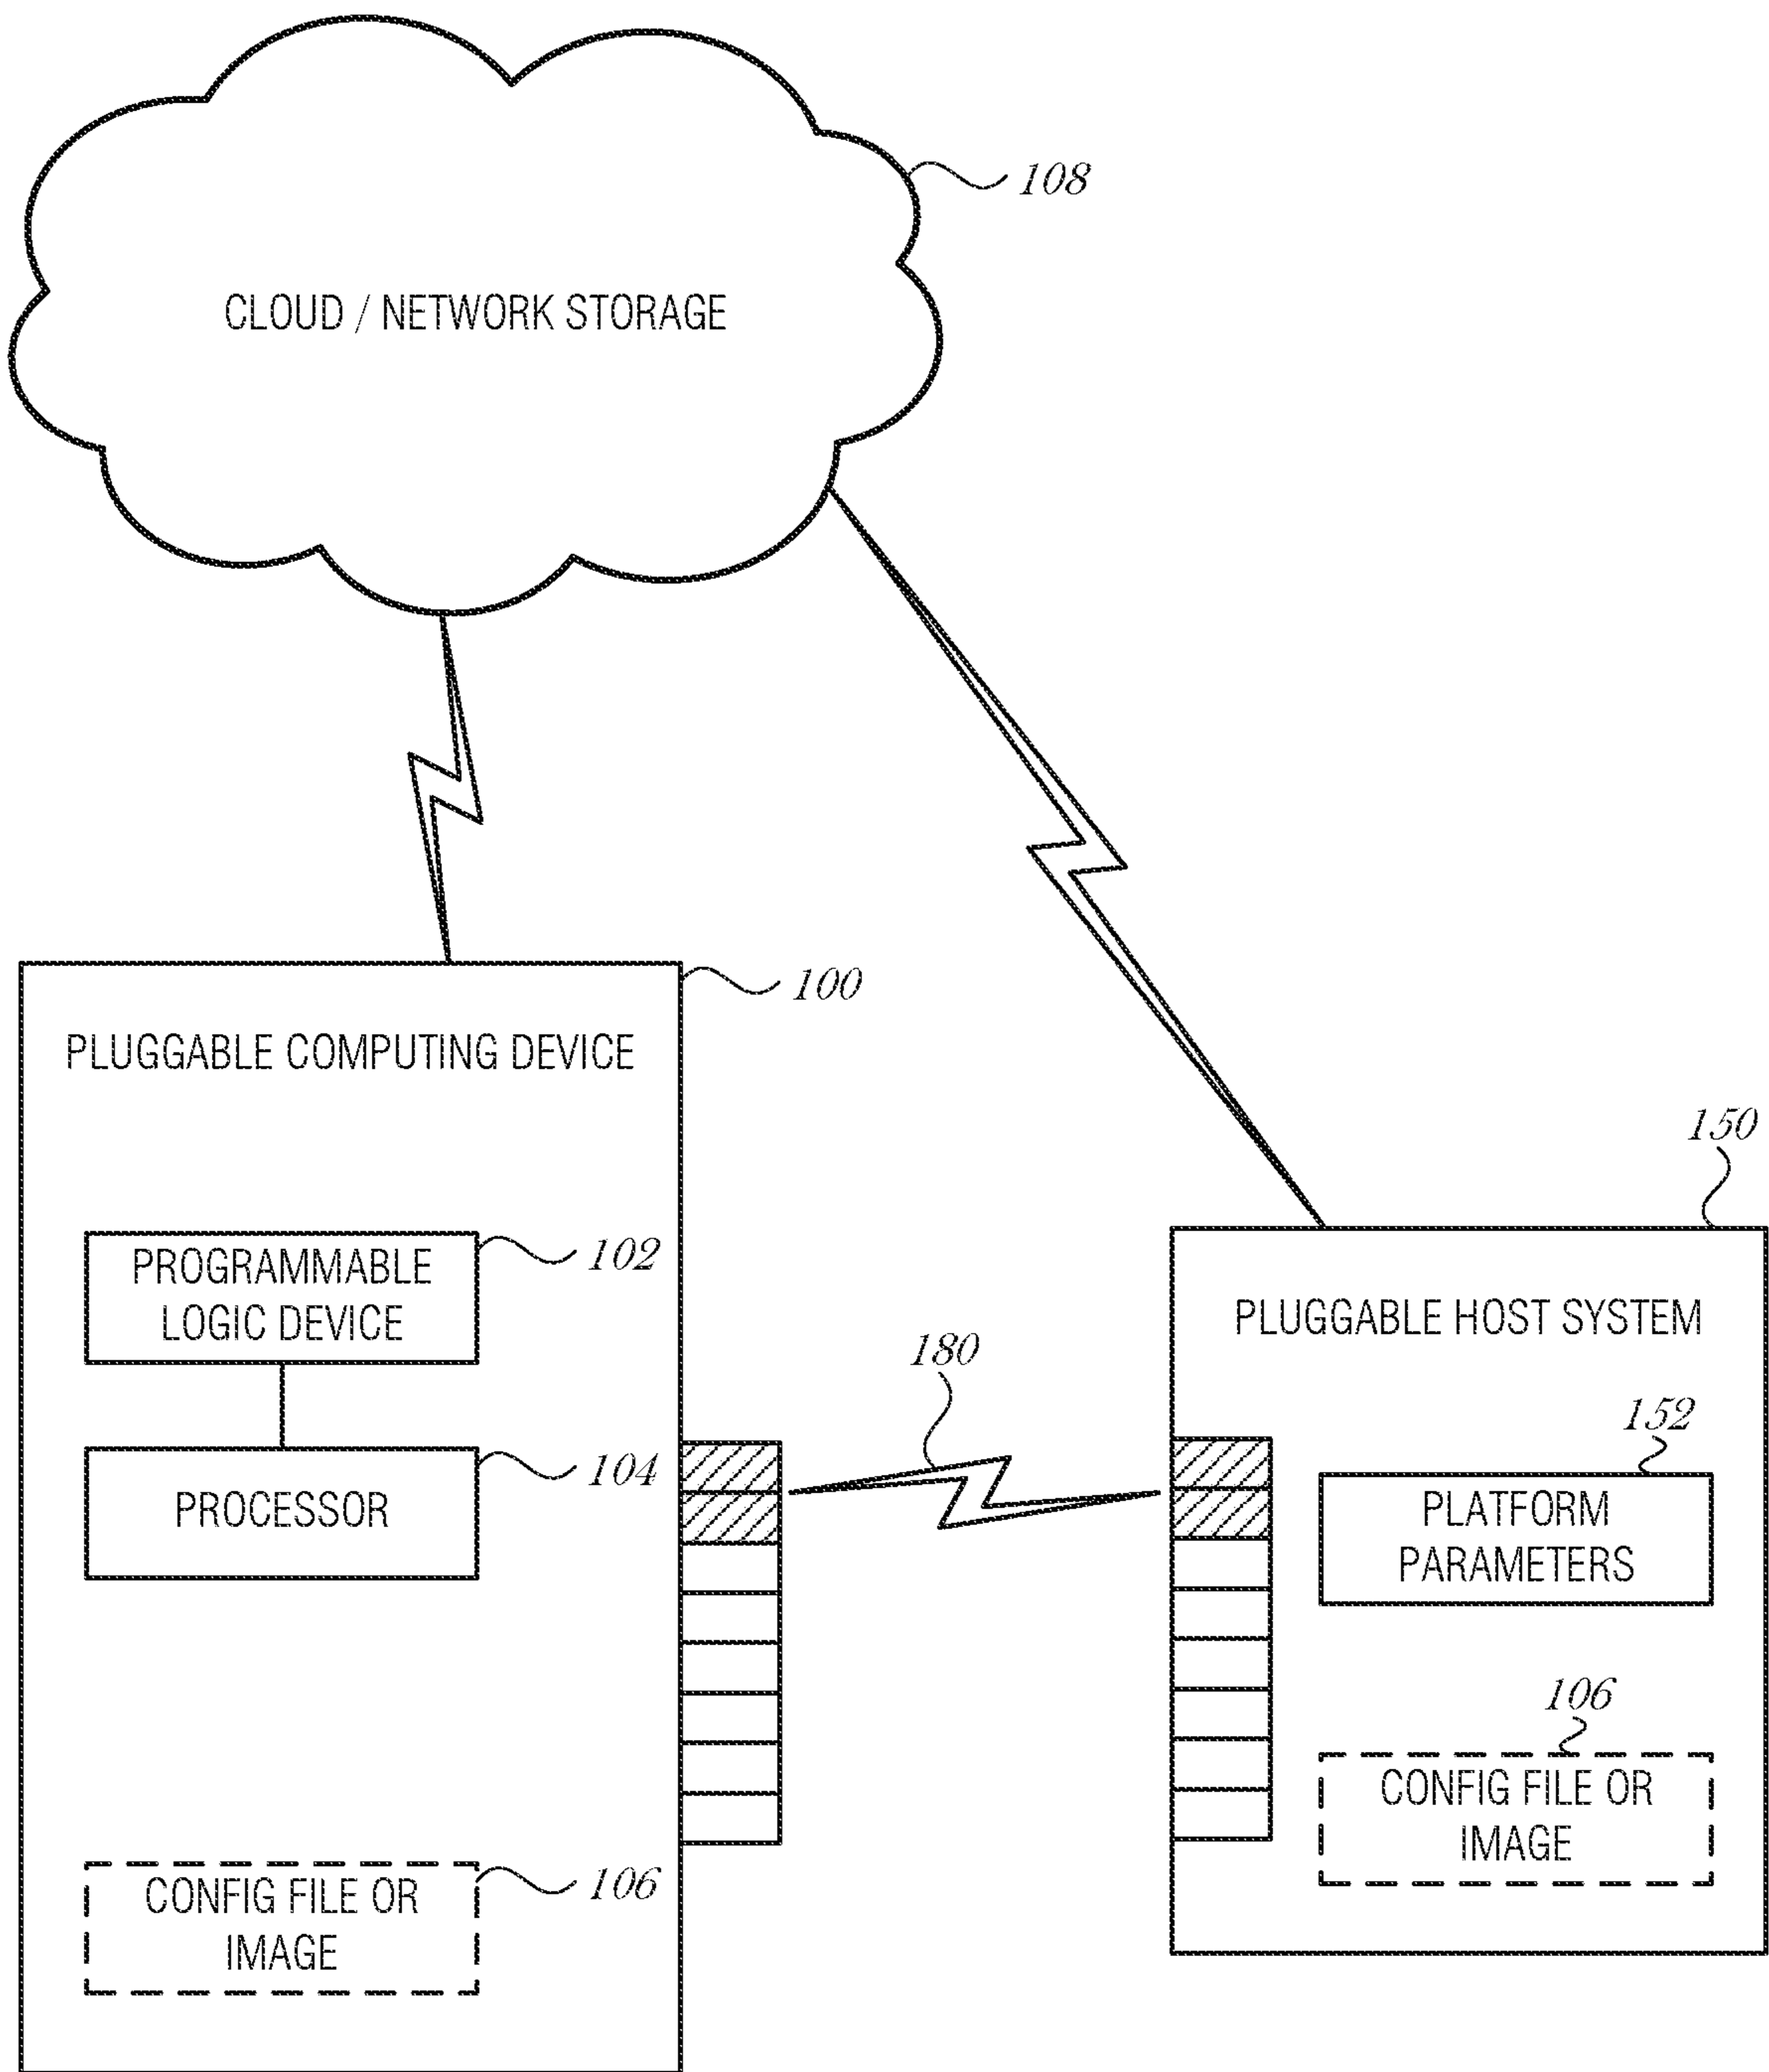 108
CLOUD / NETWORK STORAGE
100
PLUGGABLE COMPUTING DEVICE
150
102
PROGRAMMABLE
LOGIC DEVICE
PLUGGABLE HOST SYSTEM
180
152
104
PROCESSOR
PLATFORM
PARAMETERS
106
CONFIG FILE OR
IMAGE
106
CONFIG FILE OR
IMAGE